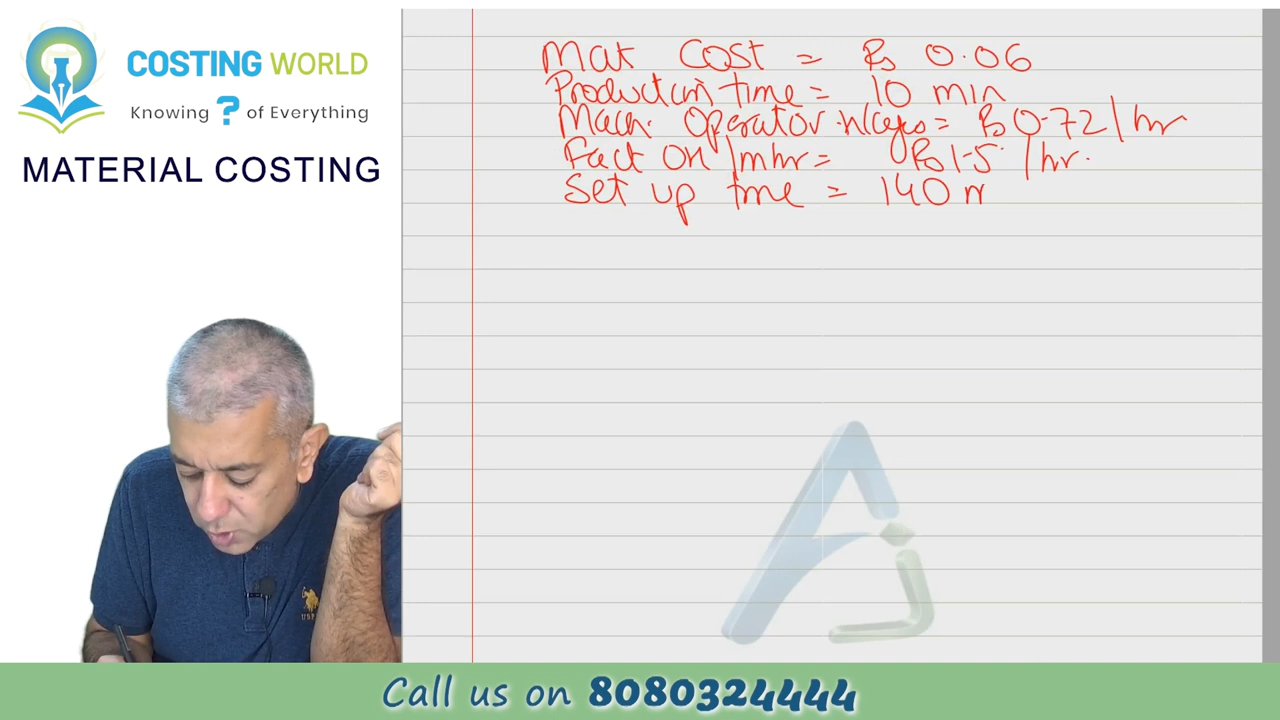 COSTING WORLD
Knowing ? of Everything
MATERIAL COSTING
Mat Cost = Rs 0.06
Production time = 10 min
Mach. Operator wages = Rs 0.72 / hr
Fact OH / mhr = Rs 1.5 / hr.
Set up time = 140 m
Call us on 8080324444